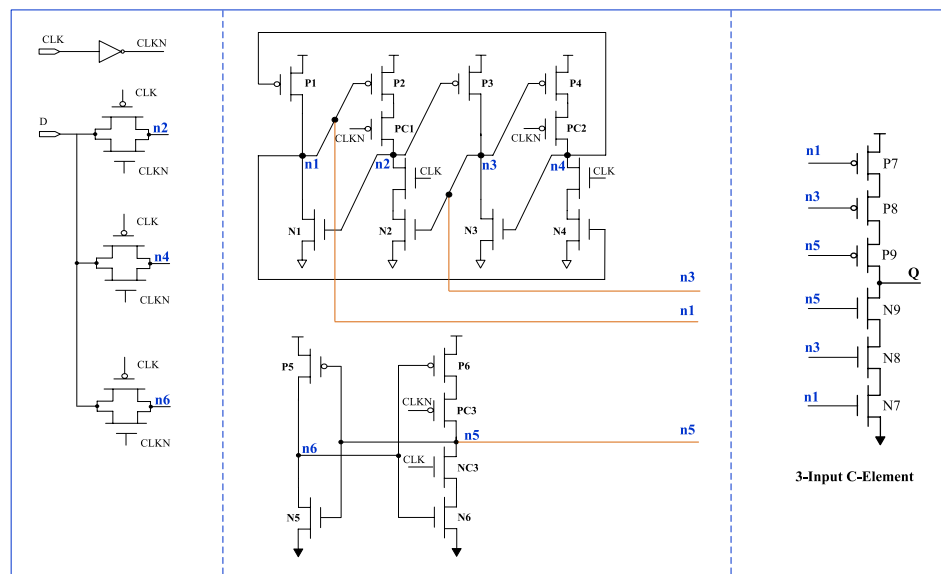 CLK
CLKN
CLK
D
n2
CLKN
CLK
n4
CLKN
CLK
n6
CLKN
P1
P2
P3
P4
CLKN
PC1
CLKN
PC2
n1
n2
n3
n4
CLK
CLK
N1
N2
N3
N4
n3
n1
P5
P6
CLKN
PC3
n5
n5
n6
CLK
NC3
N5
N6
n1
P7
n3
P8
n5
P9
Q
n5
N9
n3
N8
n1
N7
3-Input C-Element